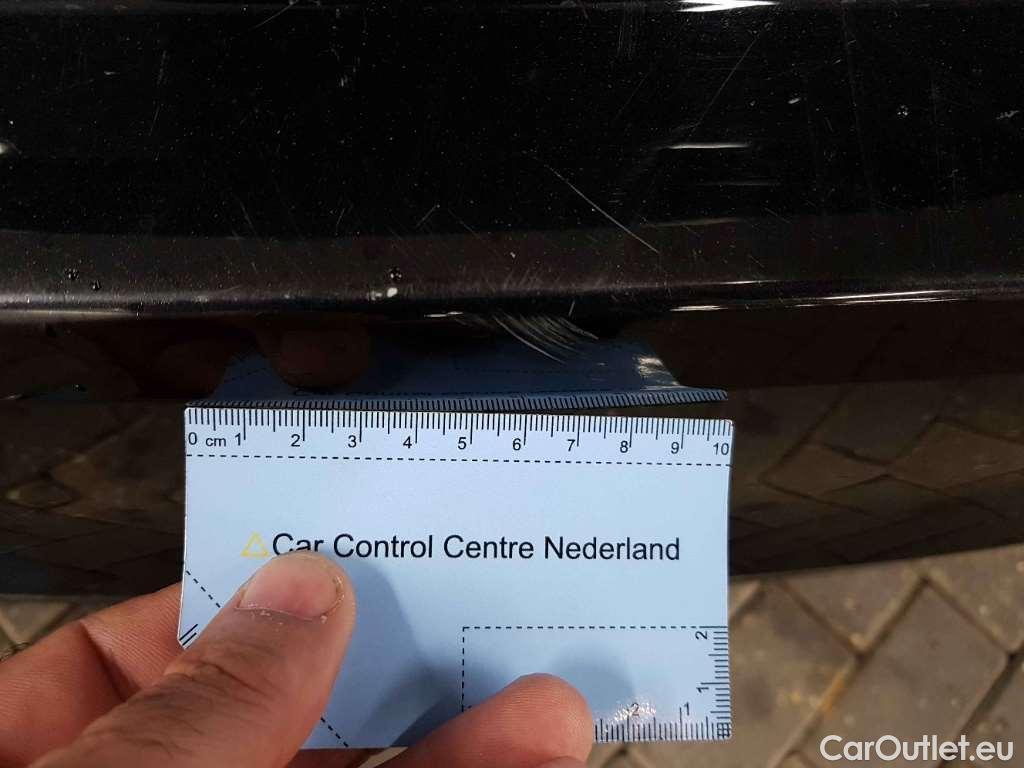 0 cm 1 2 3 4 5 6 7 8 9 10
Car Control Centre Nederland
2
1
2 1
CarOutlet.eu